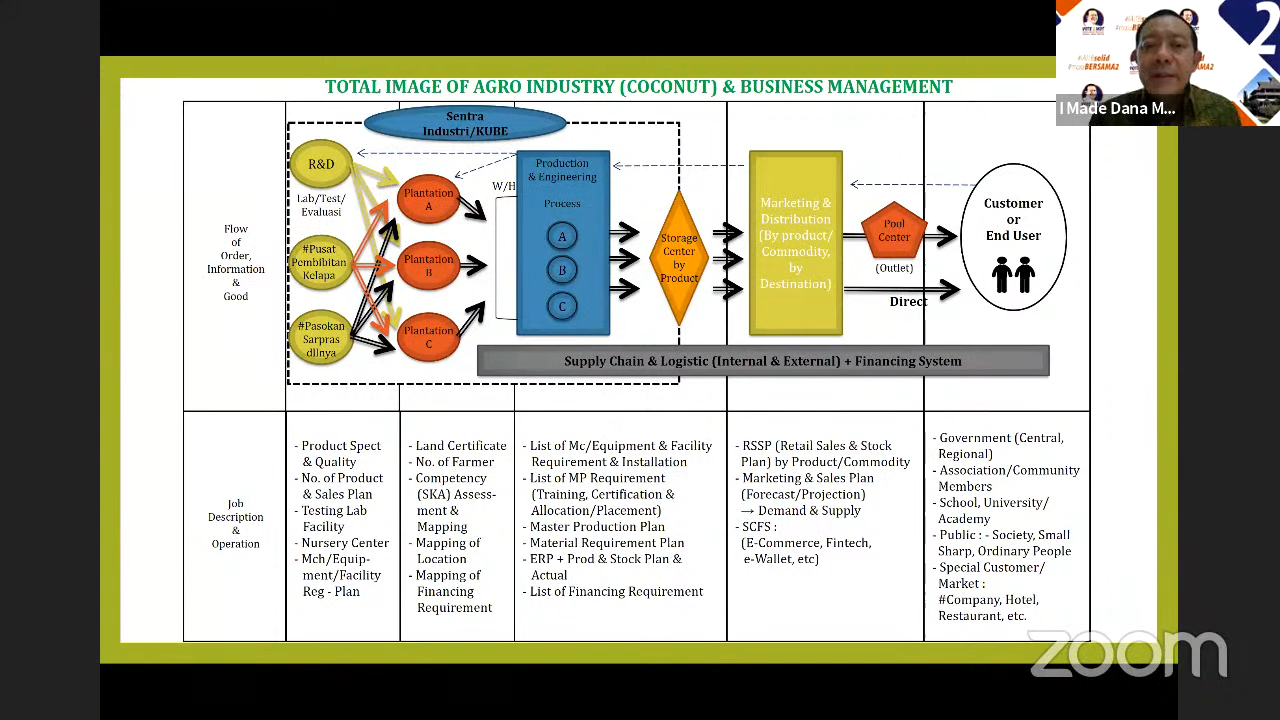 TOTAL IMAGE OF AGRO INDUSTRY (COCONUT) & BUSINESS MANAGEMENT
2
VOTE
#AlitSolid
#majuBERSAMA2
I Made Dana M...
Flow
of
Order,
Information
&
Good
Sentra
Industri/KUBE
R&D
Lab/Test/
Evaluasi
#Pusat
Pembibitan
Kelapa
#Pasokan
Sarpras
dllnya
Plantation
A
Plantation
B
Plantation
C
W/H
Production
& Engineering
Process
A
B
C
Storage
Center
by
Product
Marketing &
Distribution
(By product/
Commodity,
by
Destination)
Pool
Center
(Outlet)
Direct
Customer
or
End User
Supply Chain & Logistic (Internal & External) + Financing System
Job
Description
&
Operation
- Product Spect
& Quality
- No. of Product
& Sales Plan
- Testing Lab
Facility
- Nursery Center
- Mch/Equip-
ment/Facility
Reg - Plan
- Land Certificate
- No. of Farmer
- Competency
(SKA) Assess-
ment &
Mapping
- Mapping of
Location
- Mapping of
Financing
Requirement
- List of Mc/Equipment & Facility
Requirement & Installation
- List of MP Requirement
(Training, Certification &
Allocation/Placement)
- Master Production Plan
- Material Requirement Plan
- ERP + Prod & Stock Plan &
Actual
- List of Financing Requirement
- RSSP (Retail Sales & Stock
Plan) by Product/Commodity
- Marketing & Sales Plan
(Forecast/Projection)
→ Demand & Supply
- SCFS :
(E-Commerce, Fintech,
e-Wallet, etc)
- Government (Central,
Regional)
- Association/Community
Members
- School, University/
Academy
- Public : - Society, Small
Sharp, Ordinary People
- Special Customer/
Market :
#Company, Hotel,
Restaurant, etc.
zoom